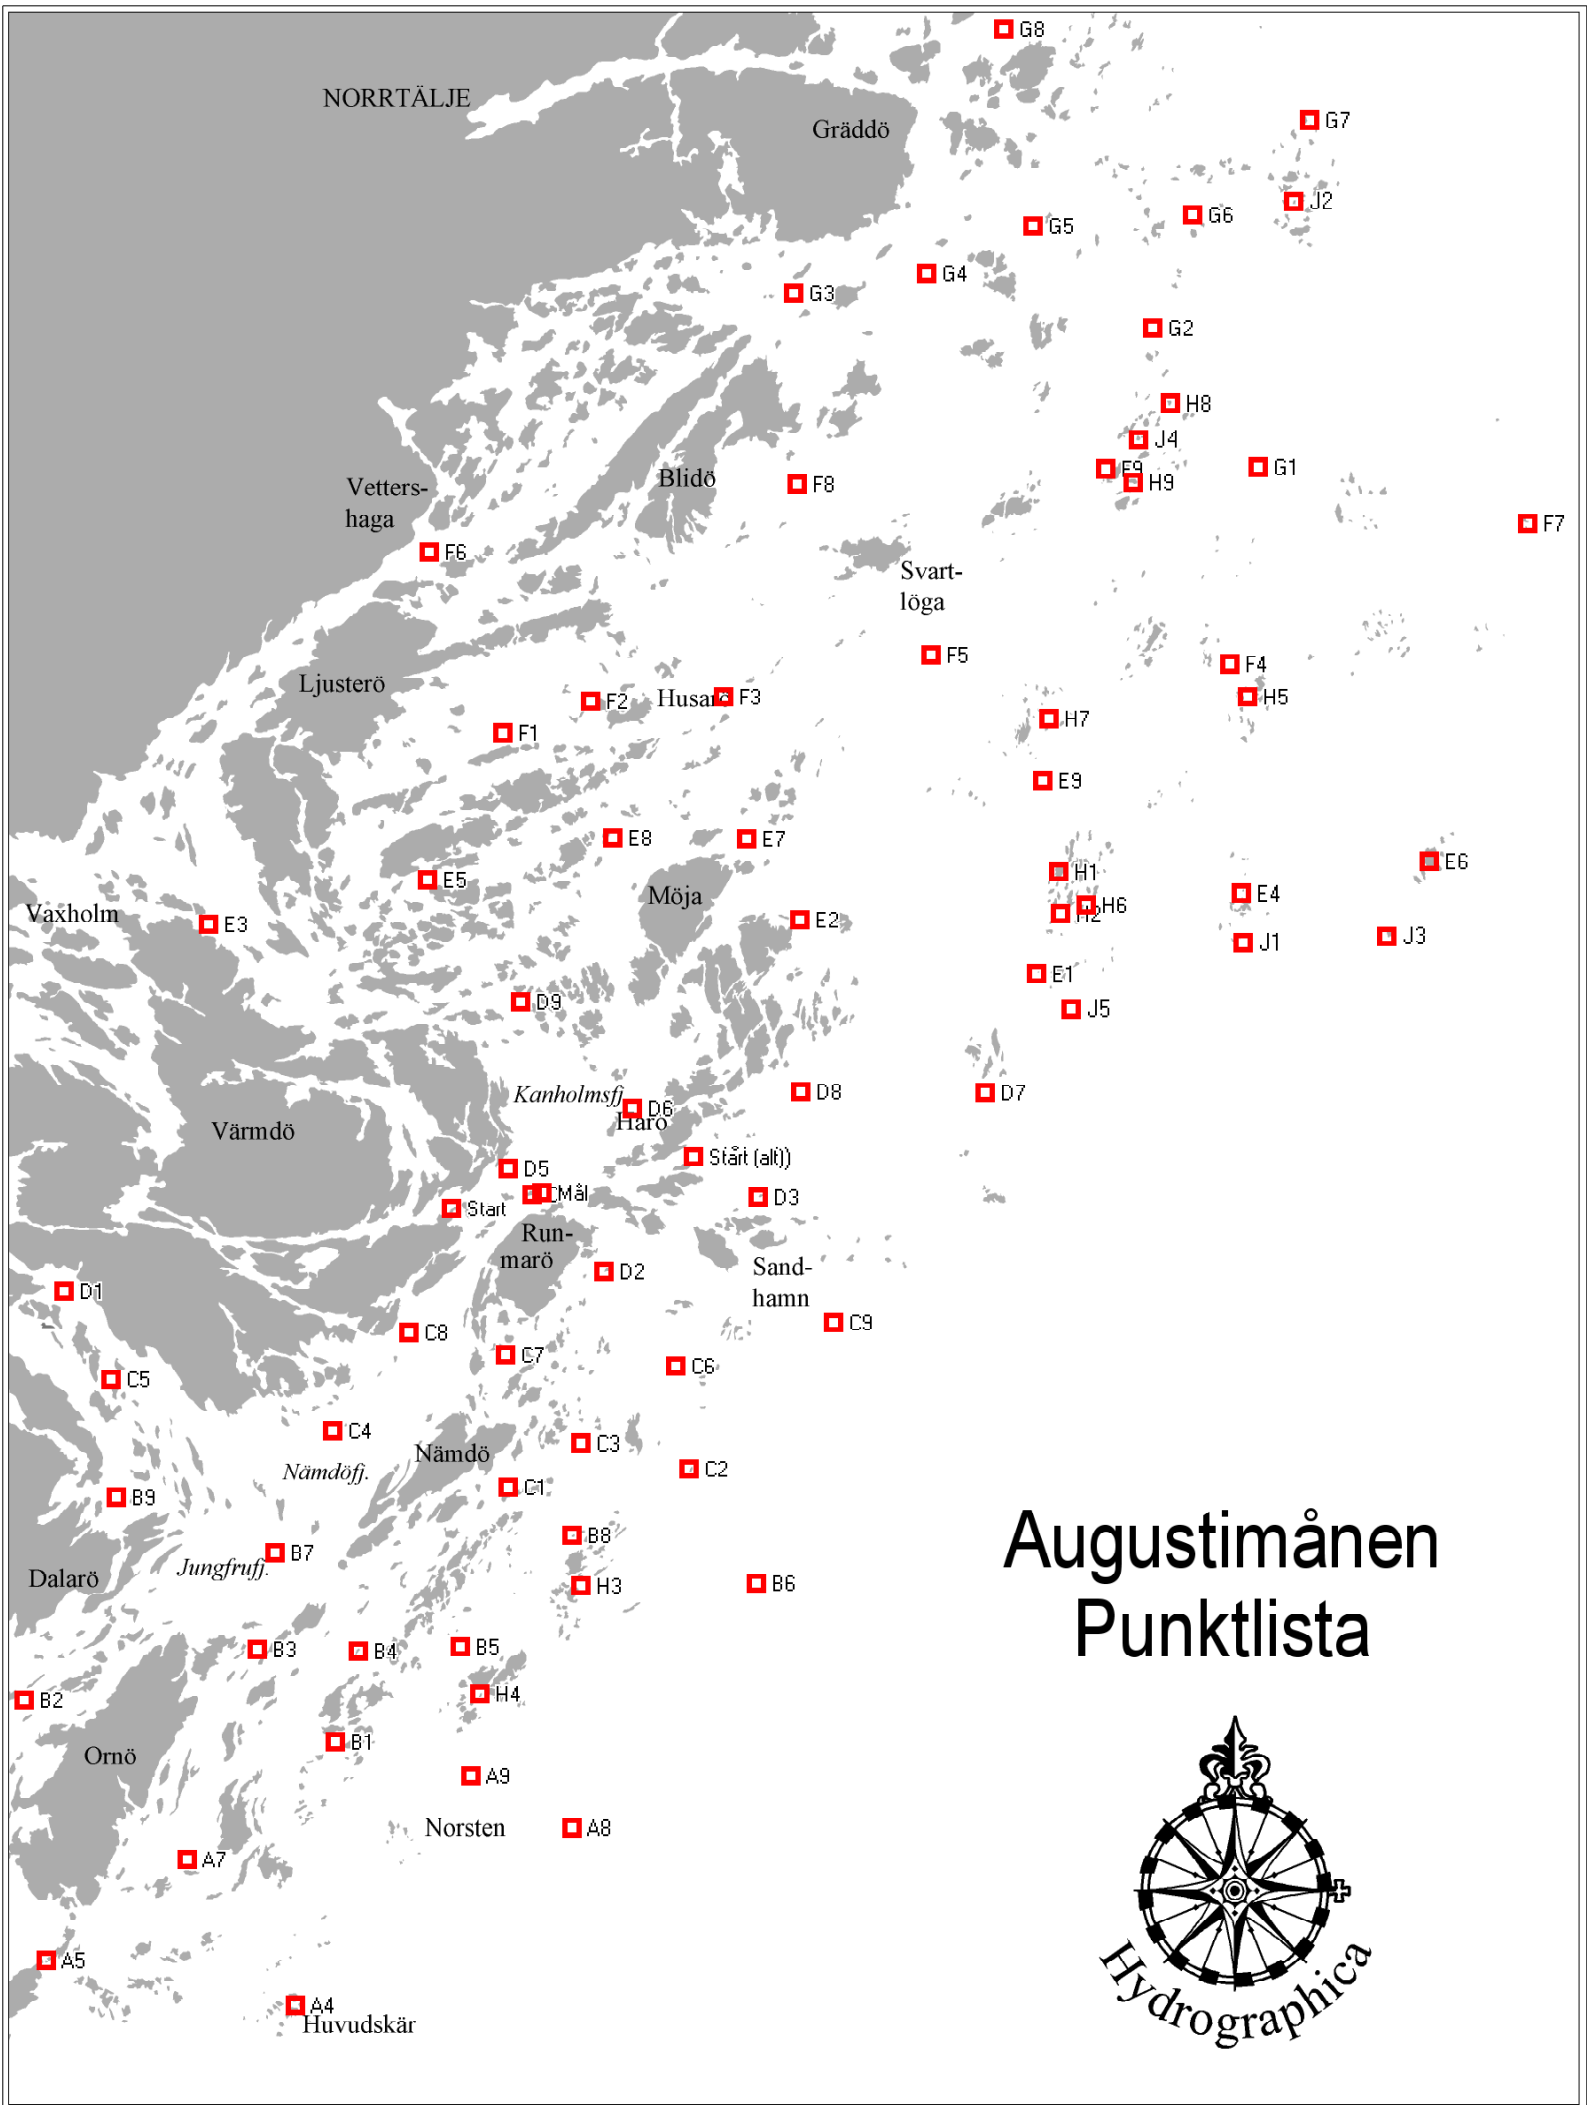 G8
NORRTÄLJE
G7
Gräddö
J2
G6
G5
G4
G3
G2
H8
J4
F9
G1
Blidö
H9
F8
Vetters-
haga
F7
F6
Svart-
löga
F5
F4
Ljusterö
H5
Husarö
F3
F2
H7
F1
E9
E8
E7
E6
H1
E5
E4
Möja
H6
H2
Vaxholm
E2
E3
J3
J1
E1
D9
J5
D8
D7
Kanholmsfj.
D6
Harö
Värmdö
Start (alt))
D5
Mål
D3
Start
Run-
marö
D2
Sand-
hamn
D1
C9
C8
C7
C6
C5
C4
C3
Nämdö
C2
Nämdöfj.
C1
B9
B8
Augustimånen
Punktlista
B7
Jungfrufj.
Dalarö
H3
B6
B5
B3
B4
H4
B2
B1
Ornö
A9
Norsten
A8
A7
A5
A4
Huvudskär
Hydrographica